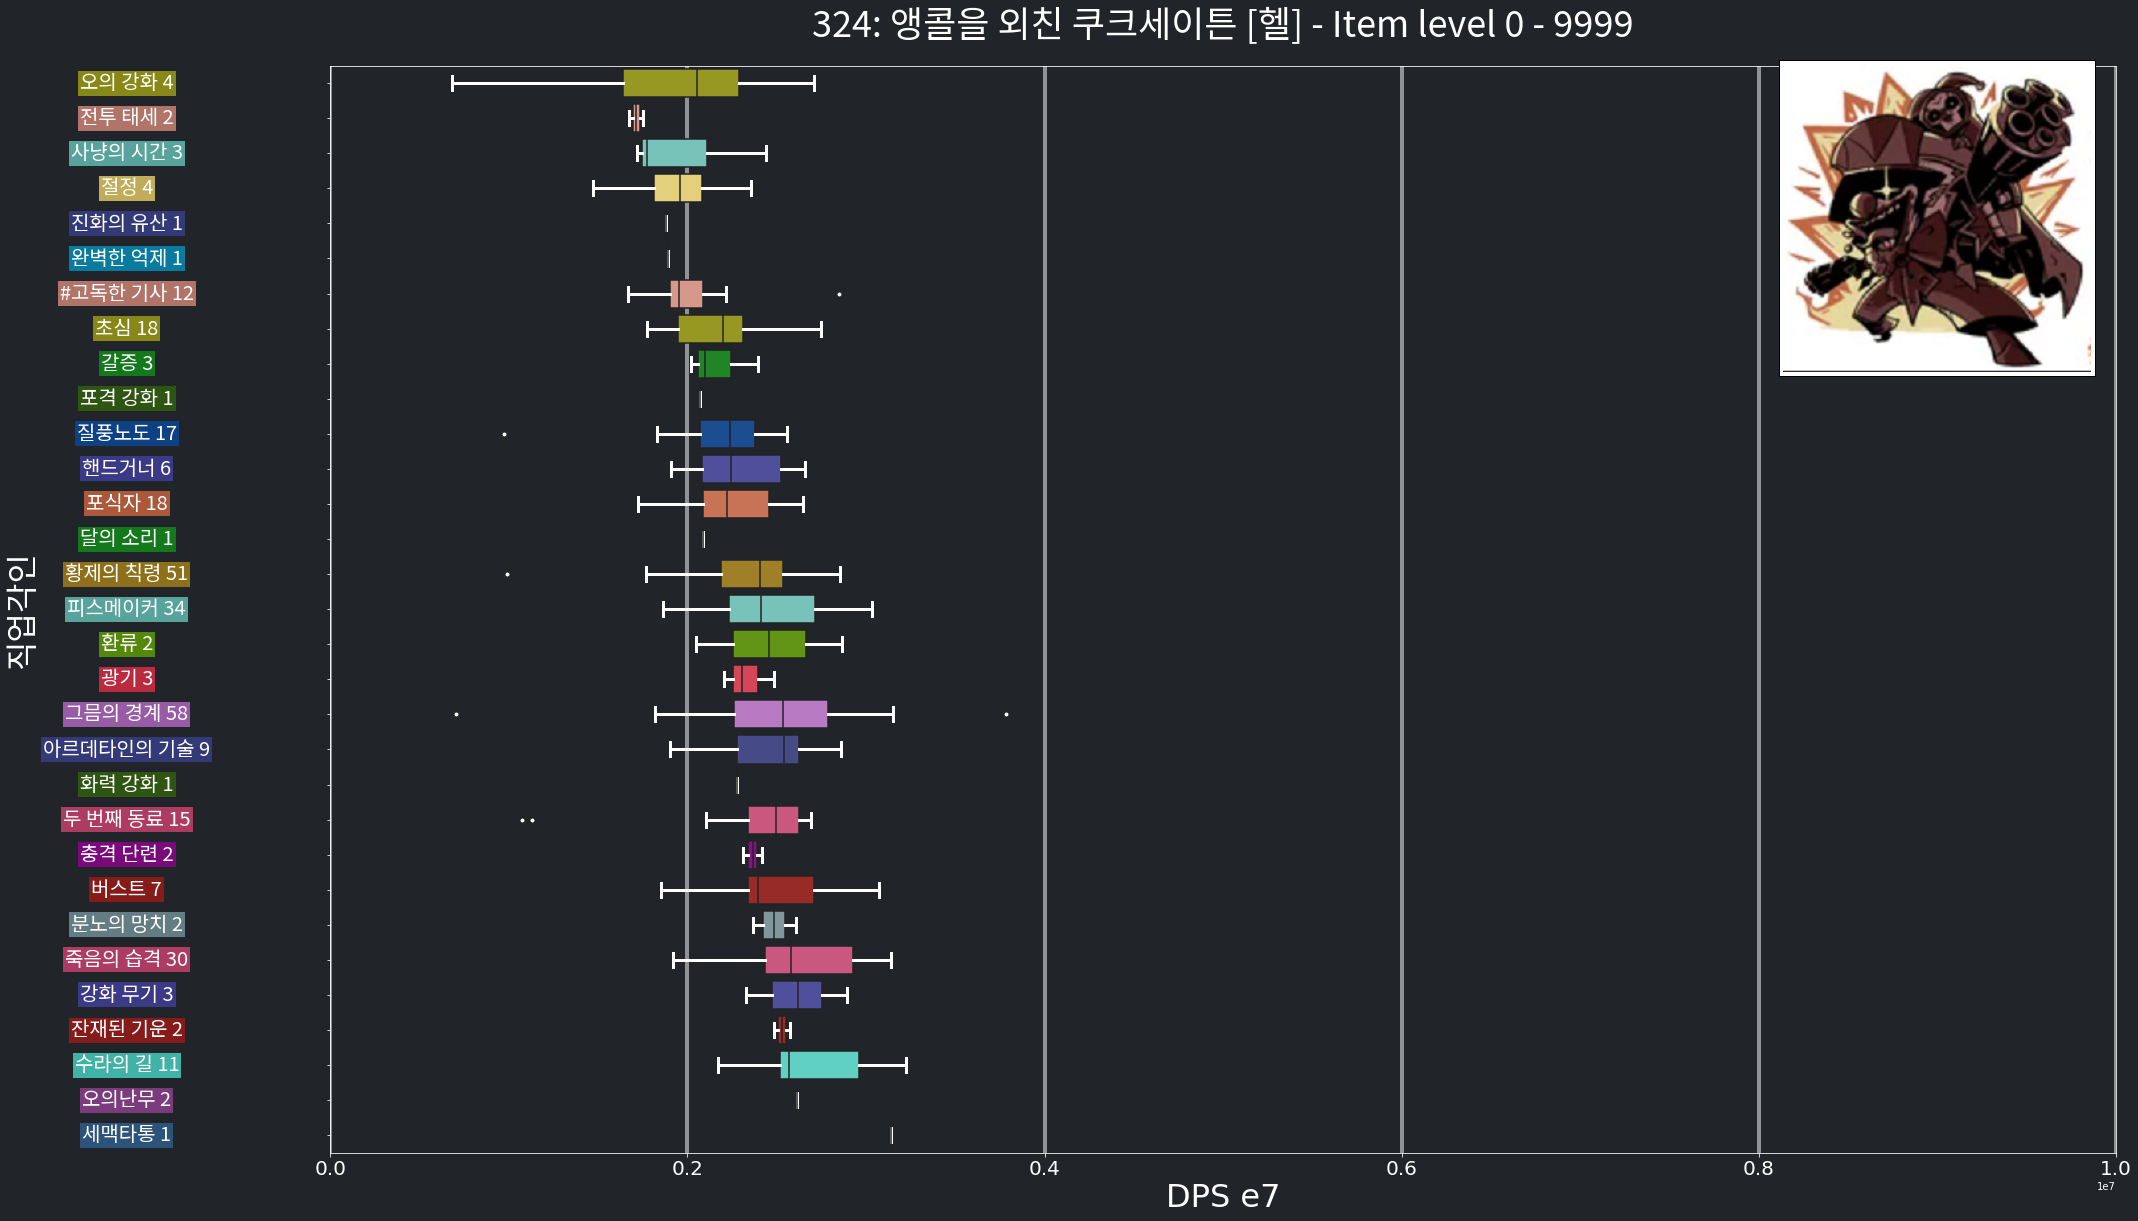 324: 앵콜을 외친 쿠크세이튼 [헬] - Item level 0 - 9999
오의 강화 4
전투 태세 2
사냥의 시간 3
절정 4
진화의 유산 1
완벽한 억제 1
#고독한 기사 12
초심 18
갈증 3
포격 강화 1
질풍노도 17
핸드거너 6
포식자 18
달의 소리 1
황제의 칙령 51
피스메이커 34
환류 2
광기 3
그믐의 경계 58
아르데타인의 기술 9
화력 강화 1
두 번째 동료 15
충격 단련 2
버스트 7
분노의 망치 2
죽음의 습격 30
강화 무기 3
잔재된 기운 2
수라의 길 11
오의난무 2
세맥타통 1
직업각인
0.0 0.2 0.4 0.6 0.8 1.0
1e7
DPS e7